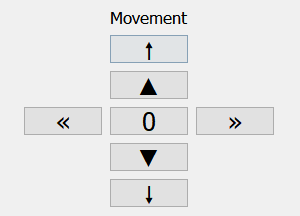 Movement
↑
▲
« 0 »
▼
↓